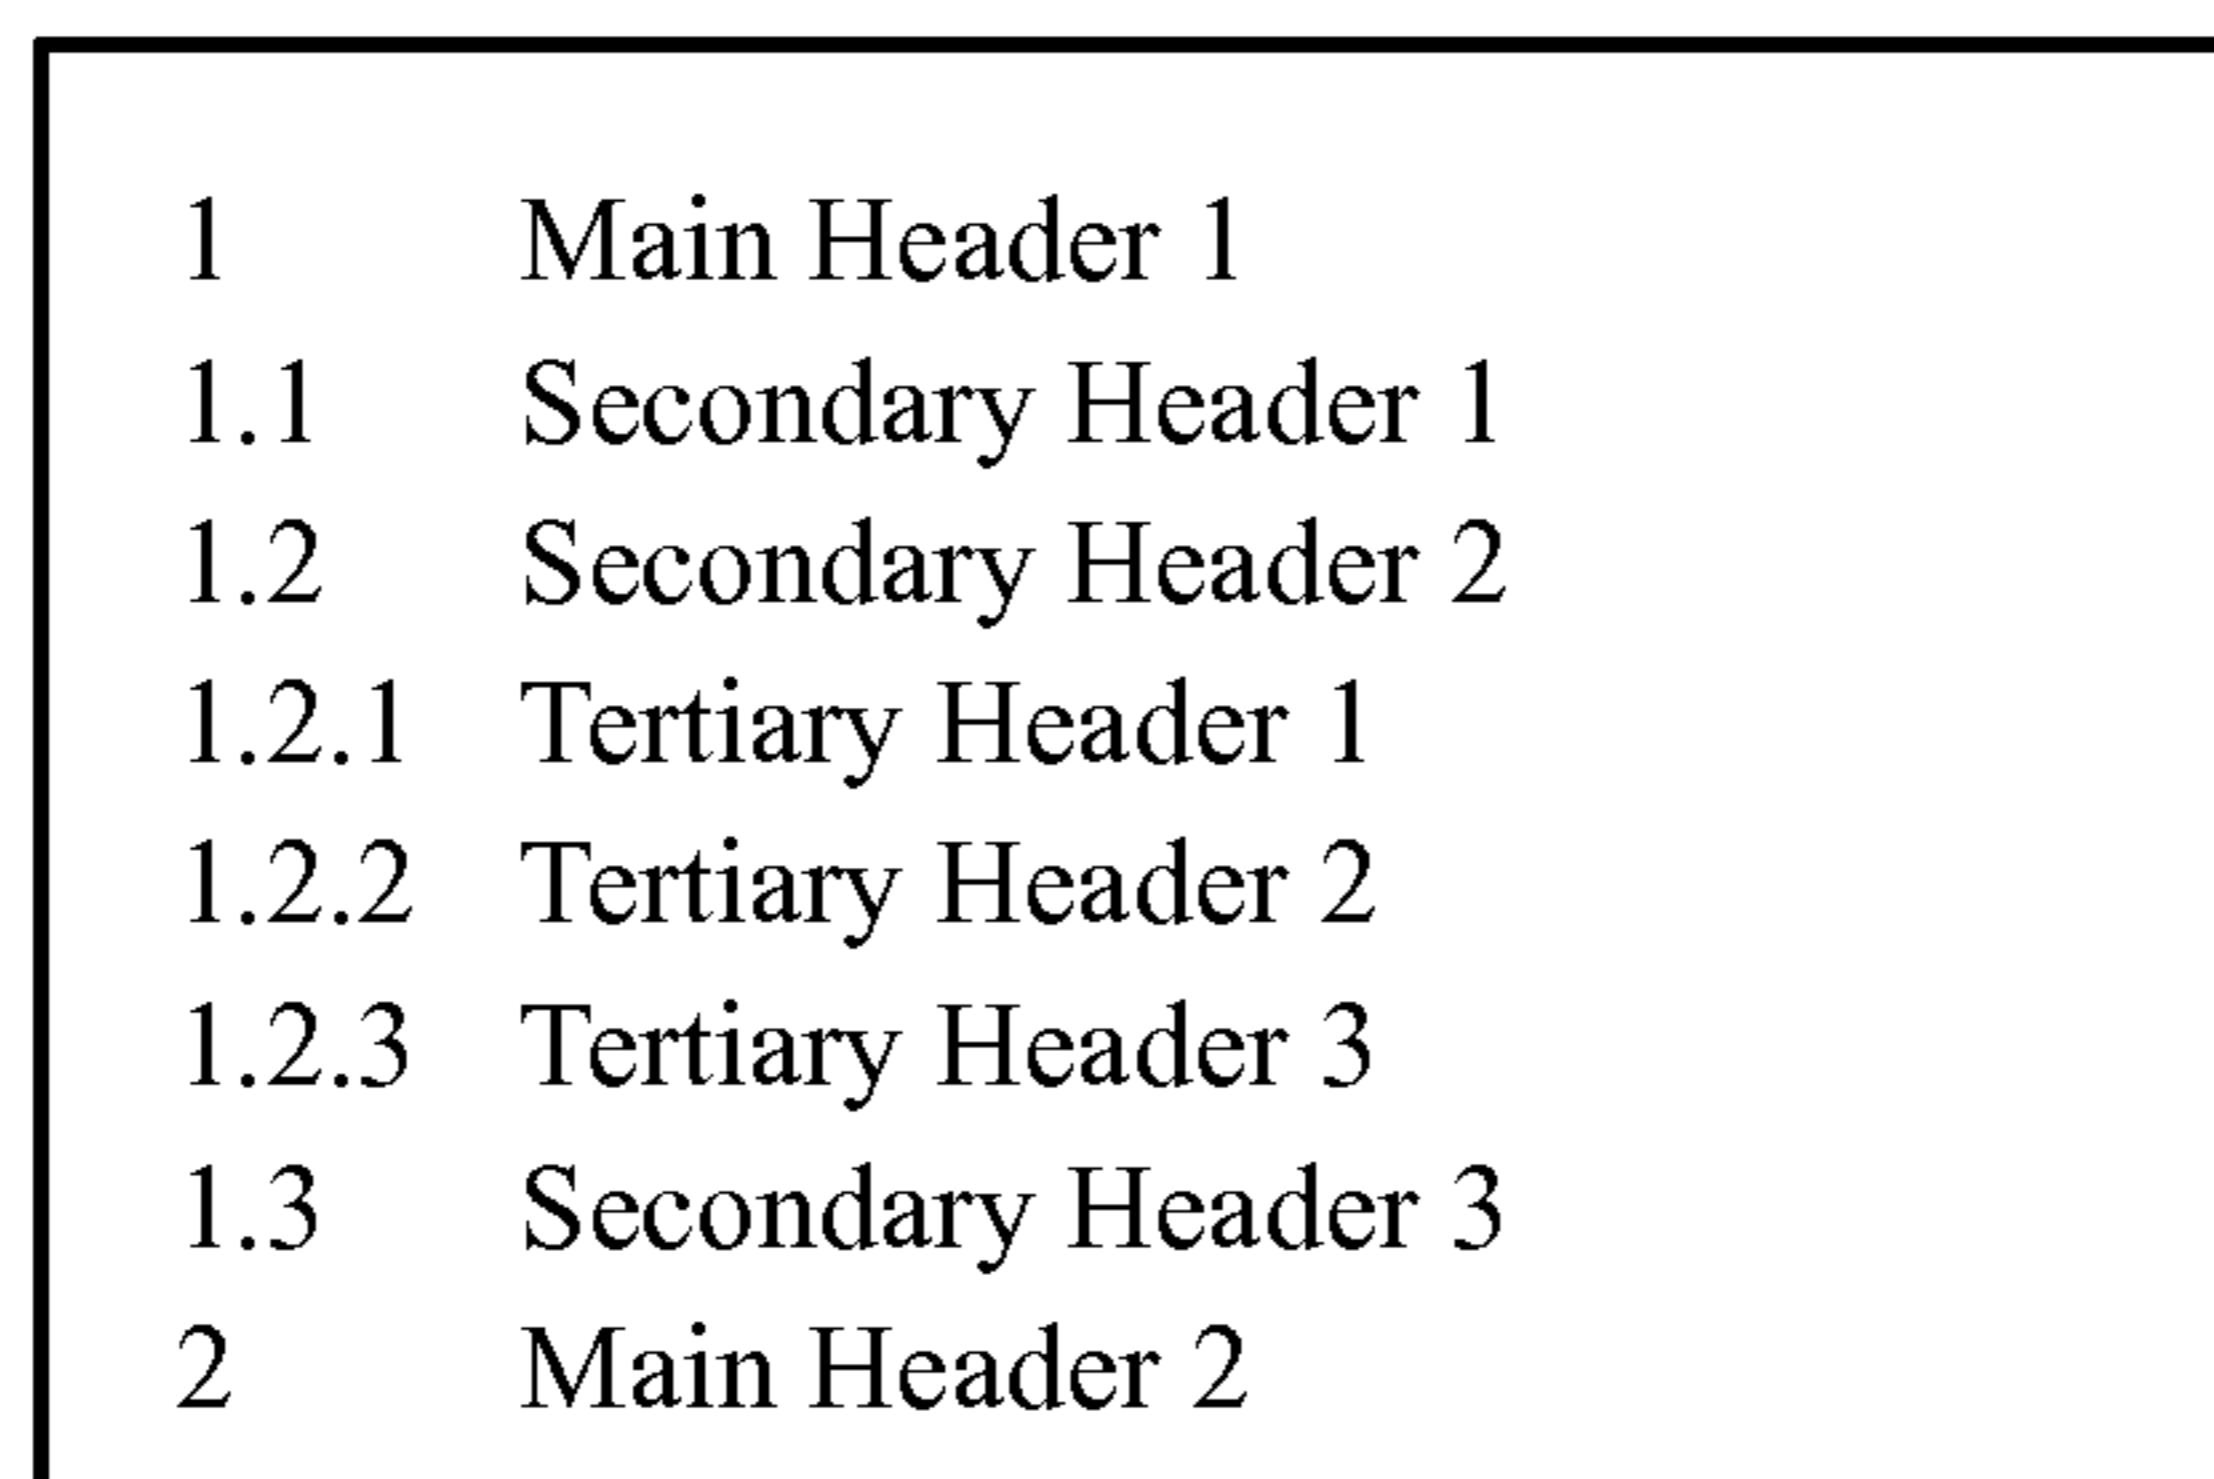 1 Main Header 1
1.1 Secondary Header 1
1.2 Secondary Header 2
1.2.1 Tertiary Header 1
1.2.2 Tertiary Header 2
1.2.3 Tertiary Header 3
1.3 Secondary Header 3
2 Main Header 2